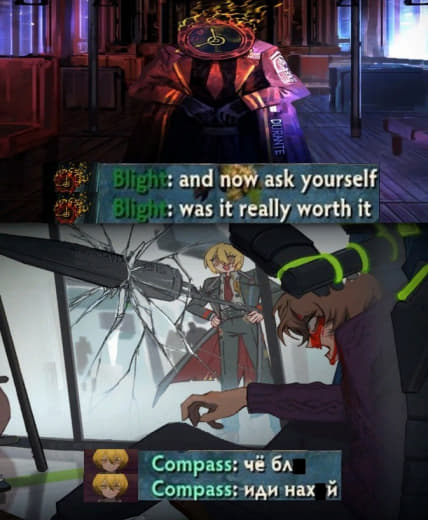 DURANTE
Blight: and now ask yourself
Blight: was it really worth it
Compass: чё бл█
Compass: иди нах█й